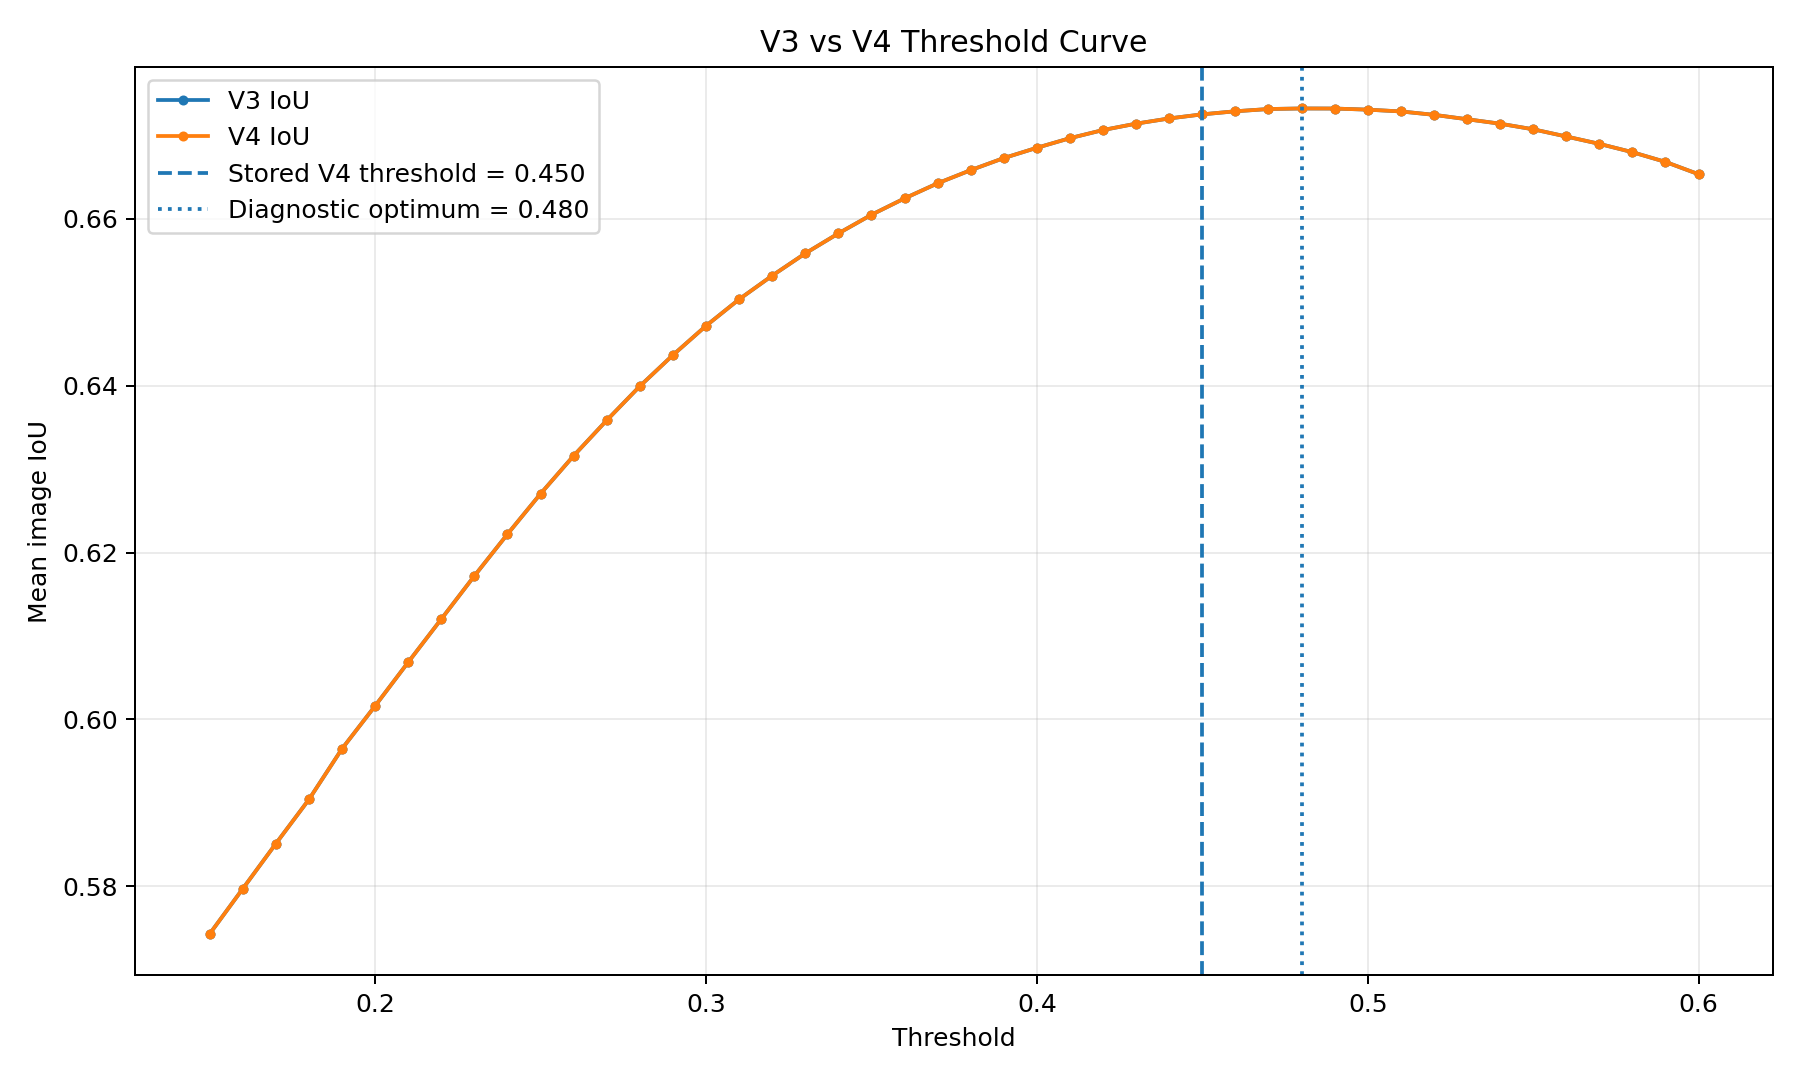 V3 vs V4 Threshold Curve
V3 IoU
V4 IoU
Stored V4 threshold = 0.450
Diagnostic optimum = 0.480
Mean image IoU
0.66
0.64
0.62
0.60
0.58
0.2
0.3
0.4
0.5
0.6
Threshold